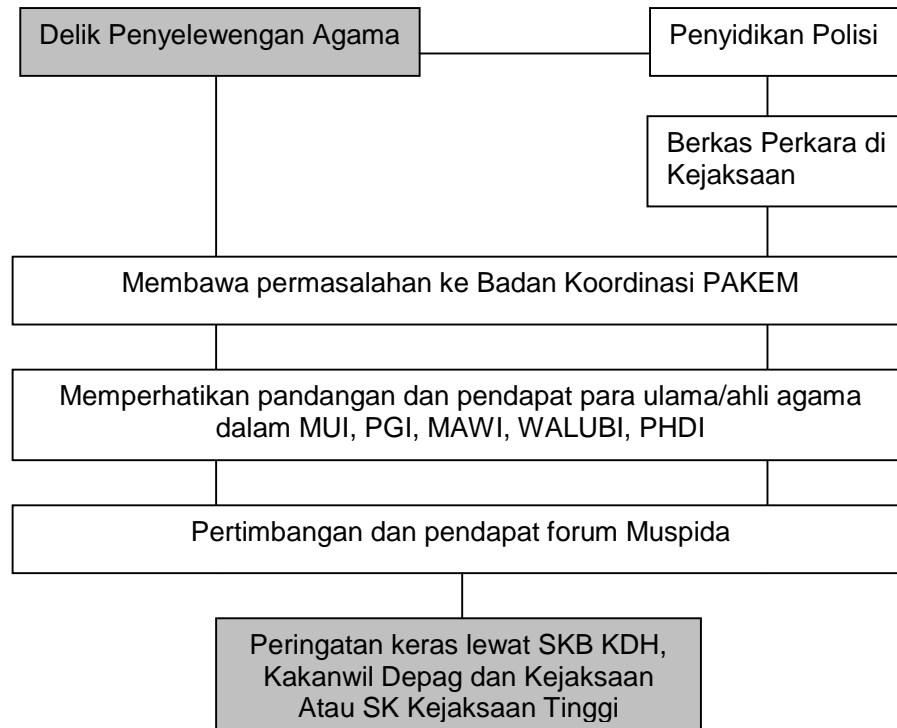 Delik Penyelewengan Agama
Penyidikan Polisi
Berkas Perkara di
Kejaksaan
Membawa permasalahan ke Badan Koordinasi PAKEM
Memperhatikan pandangan dan pendapat para ulama/ahli agama
dalam MUI, PGI, MAWI, WALUBI, PHDI
Pertimbangan dan pendapat forum Muspida
Peringatan keras lewat SKB KDH,
Kakanwil Depag dan Kejaksaan
Atau SK Kejaksaan Tinggi